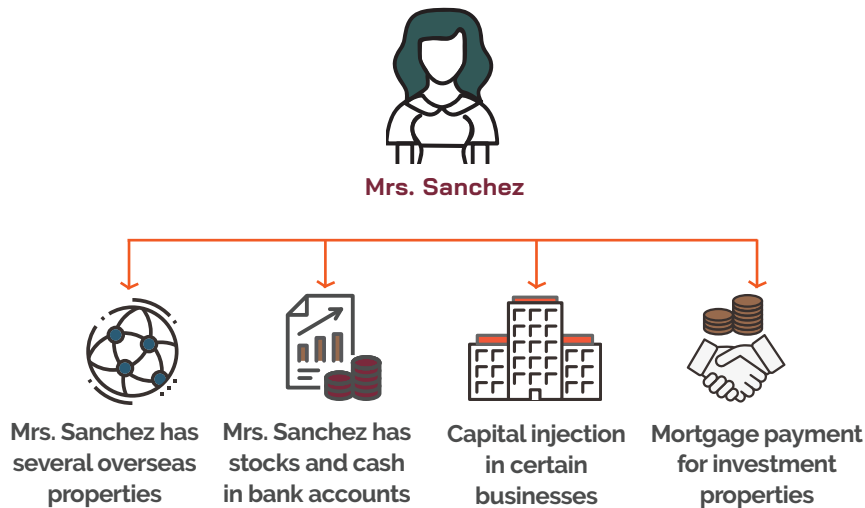 Mrs. Sanchez
Mrs. Sanchez has
several overseas
properties
Mrs. Sanchez has
stocks and cash
in bank accounts
Capital injection
in certain
businesses
Mortgage payment
for investment
properties